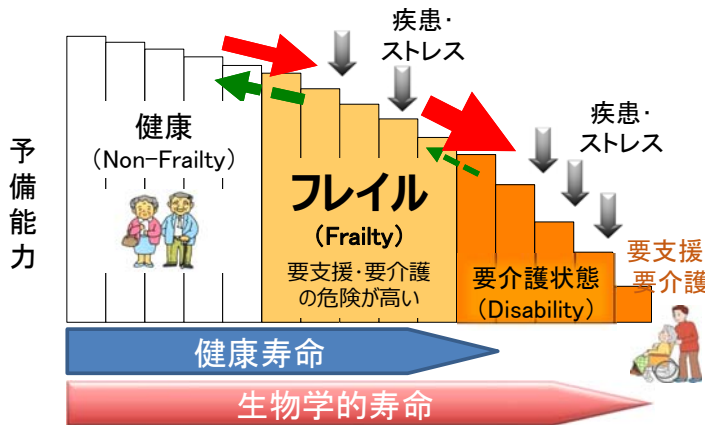 疾患・
ストレス
疾患・
ストレス
予備能力
健康
(Non-Frailty)
フレイル
(Frailty)
要支援・要介護
の危険が高い
要介護状態
(Disability)
要支援
要介護
健康寿命
生物学的寿命